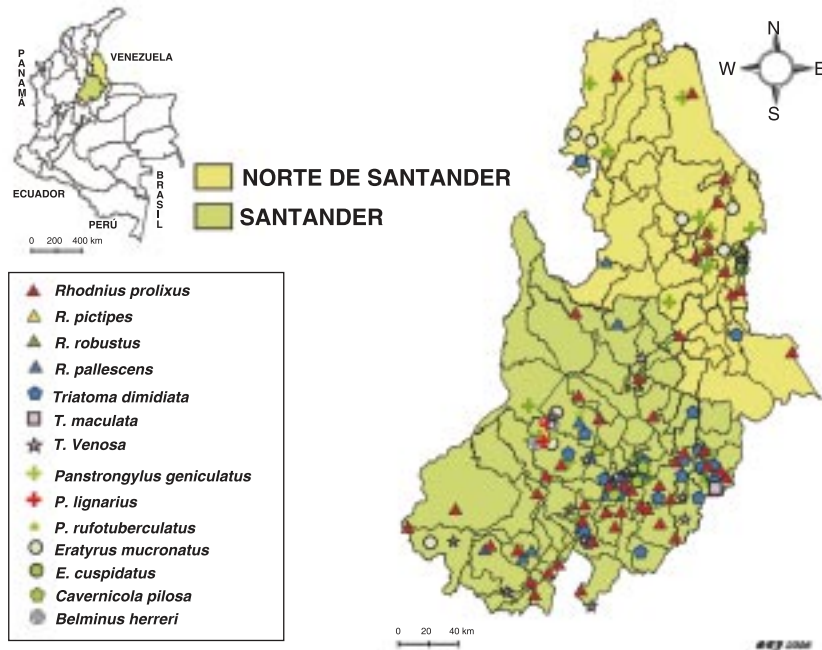 PANAMÁ
VENEZUELA
ECUADOR
PERÚ
BRASIL
0 200 400 km
NORTE DE SANTANDER
SANTANDER
N
W E
S
Rhodnius prolixus
R. pictipes
R. robustus
R. pallescens
Triatoma dimidiata
T. maculata
T. Venosa
Panstrongylus geniculatus
P. lignarius
P. rufotuberculatus
Eratyrus mucronatus
E. cuspidatus
Cavernicola pilosa
Belminus herreri
0 20 40 km